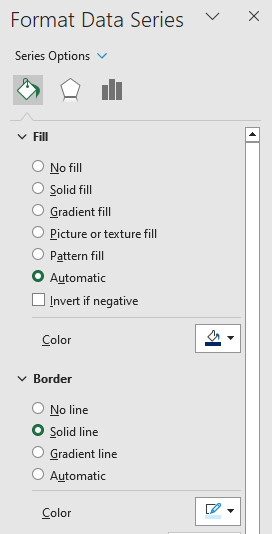 Format Data Series
Series Options
Fill
No fill
Solid fill
Gradient fill
Picture or texture fill
Pattern fill
Automatic
Invert if negative
Color
Border
No line
Solid line
Gradient line
Automatic
Color